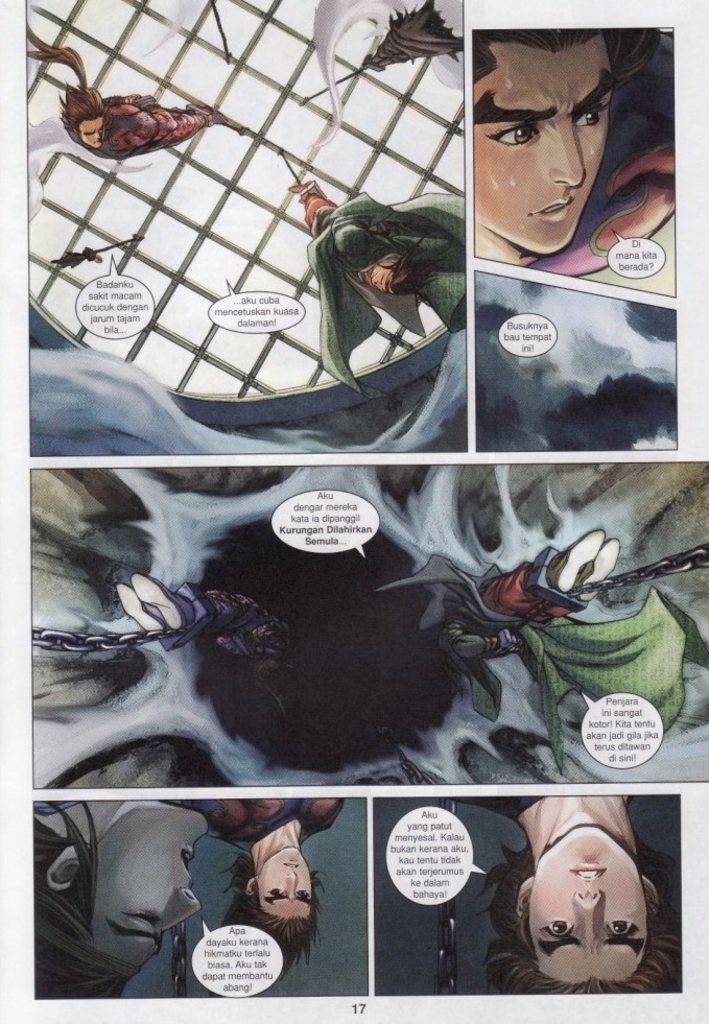 Badanku
sakit macam
dicucuk dengan
jarum tajam
bila...
...aku cuba
mencetuskan kuasa
dalaman!
Di
mana kita
berada?
Busuknya
bau tempat
ini!
Aku
dengar mereka
kata ia dipanggil
Kurungan Dilahirkan
Semula...
Penjara
ini sangat
kotor! Kita tentu
akan jadi gila jika
terus ditawan
di sini!
Apa
daya kerana
hikmatku terlalu
biasa. Aku tak
dapat membantu
abang!
Aku
yang patut
menyesal. Kalau
bukan kerana aku,
kau tentu tidak
akan terjerumus
ke dalam
bahaya!
17